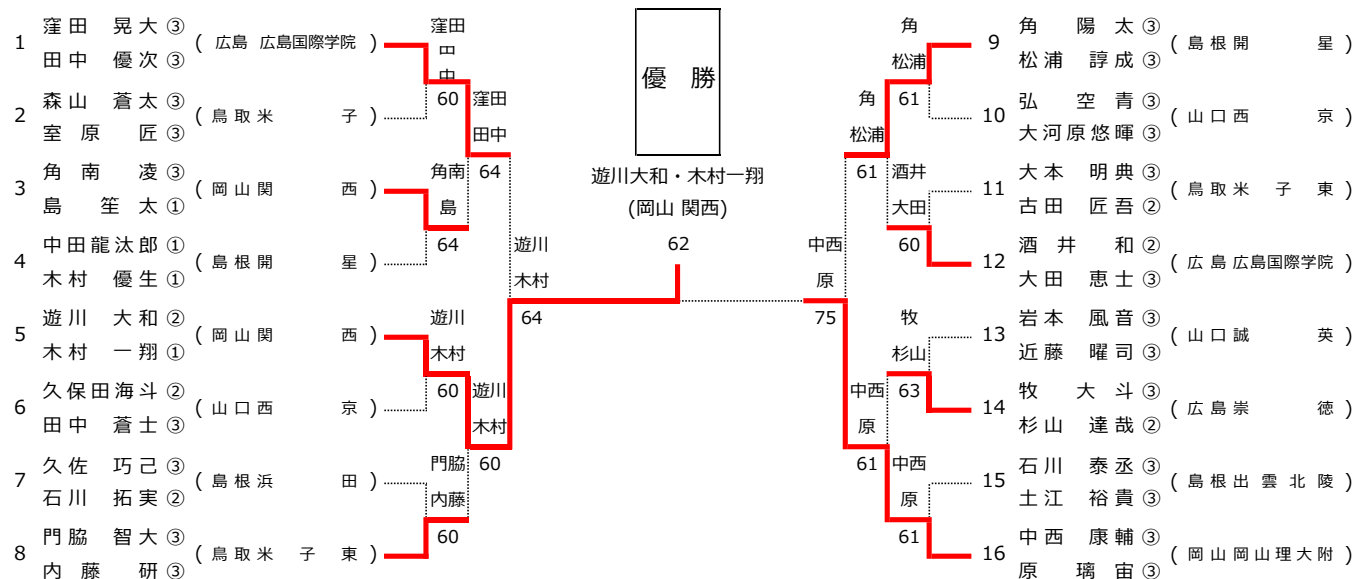 優 勝
遊川大和・木村一翔
(岡山 関西)
62
1 窪田 晃大 ③ 田中 優次 ③ ( 広島 広島国際学院 )
2 森山 蒼太 ③ 室原 匠 ③ ( 鳥取 米子 )
3 角南 凌 ③ 島 笙太 ① ( 岡山 関西 )
4 中田龍汰郎 ① 木村 優生 ① ( 島根 開星 )
5 遊川 大和 ② 木村 一翔 ① ( 岡山 関西 )
6 久保田海斗 ② 田中 蒼士 ③ ( 山口 西京 )
7 久佐 巧己 ③ 石川 拓実 ② ( 島根 浜田 )
8 門脇 智大 ③ 内藤 研 ③ ( 鳥取 米子東 )
窪田 田中
60
角南 島
64
遊川 木村
60
門脇 内藤
60
窪田 田中
64
遊川 木村
60
遊川 木村
64
9 角 陽太 ③ 松浦 諄成 ③ ( 島根 開星 )
10 弘 空青 ③ 大河原悠暉 ③ ( 山口 西京 )
11 大本 明典 ③ 古田 匠吾 ② ( 鳥取 米子東 )
12 酒井 和 ② 大田 恵士 ③ ( 広島 広島国際学院 )
13 岩本 風音 ③ 近藤 曜司 ③ ( 山口 誠英 )
14 牧 大斗 ③ 杉山 達哉 ② ( 広島 崇徳 )
15 石川 泰丞 ③ 土江 裕貴 ③ ( 島根 出雲北陵 )
16 中西 康輔 ③ 原 璃宙 ③ ( 岡山 岡山理大附 )
角 松浦
61
酒井 大田
60
牧 杉山
63
中西 原
61
角 松浦
61
中西 原
61
中西 原
75